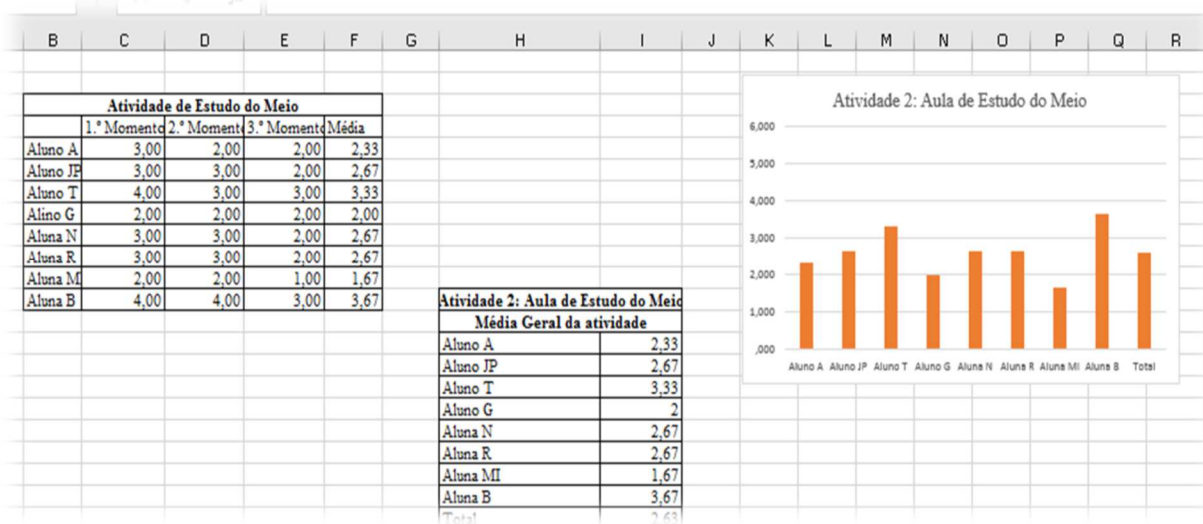 B C D E F G H I J K L M N O P Q R
Atividade de Estudo do Meio
1.º Momento 2.º Momento 3.º Momento Média
Aluno A 3,00 2,00 2,00 2,33
Aluno JP 3,00 3,00 2,00 2,67
Aluno T 4,00 3,00 3,00 3,33
Alino G 2,00 2,00 2,00 2,00
Aluna N 3,00 3,00 2,00 2,67
Aluna R 3,00 3,00 2,00 2,67
Aluna M 2,00 2,00 1,00 1,67
Aluna B 4,00 4,00 3,00 3,67
Atividade 2: Aula de Estudo do Meio
Média Geral da atividade
Aluno A 2,33
Aluno JP 2,67
Aluno T 3,33
Aluno G 2
Aluna N 2,67
Aluna R 2,67
Aluna MI 1,67
Aluna B 3,67
Total 2,63
Atividade 2: Aula de Estudo do Meio
6,000
5,000
4,000
3,000
2,000
1,000
,000
Aluno A Aluno JP Aluno T Aluno G Aluna N Aluna R Aluna MI Aluna B Total